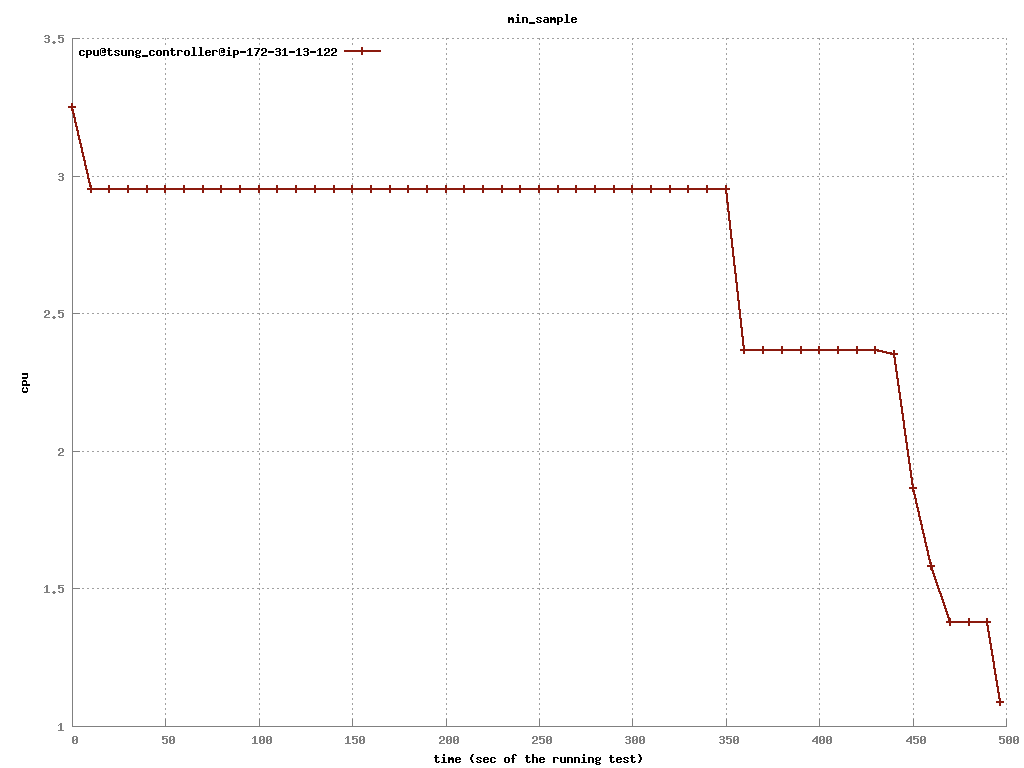 min_sample
3.5
cpu@tsung_controller@ip-172-31-13-122
3
2.5
cpu
2
1.5
1
0 50 100 150 200 250 300 350 400 450 500
time (sec of the running test)